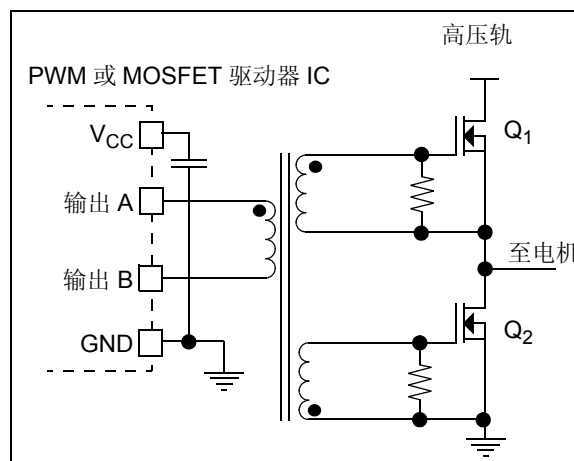 高压轨
PWM 或 MOSFET 驱动器 IC
VCC
Q1
输出 A
至电机
输出 B
Q2
GND